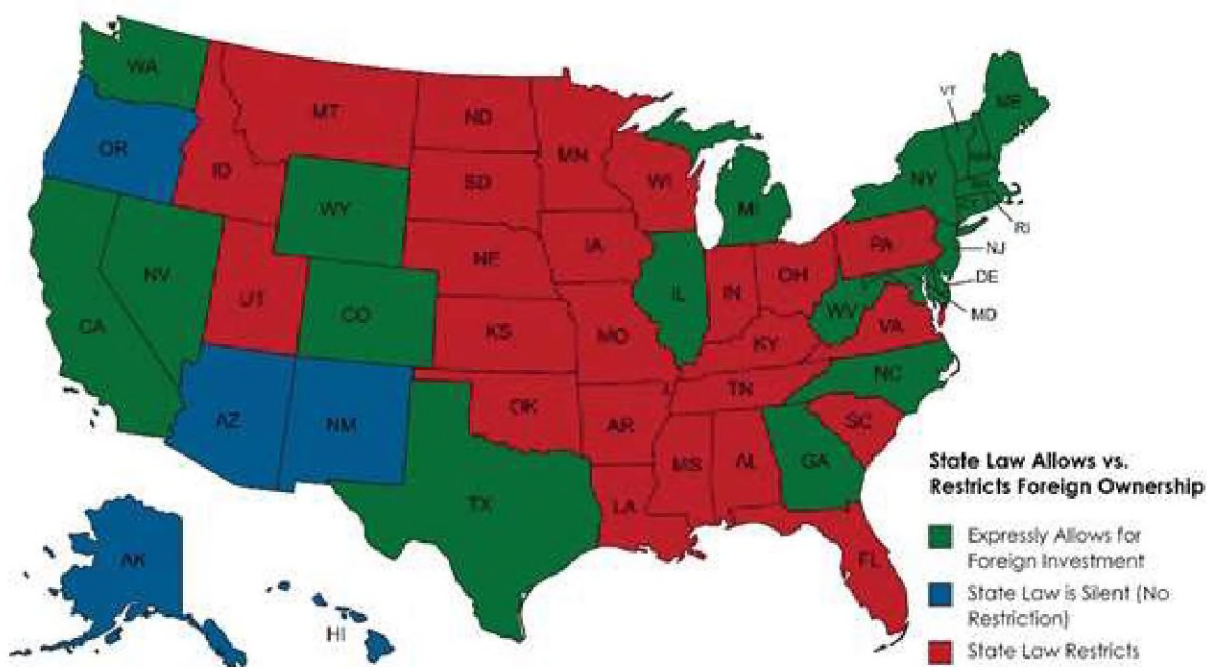 WA
OR
CA
NV
ID
MT
WY
UT
CO
AZ
NM
ND
SD
NE
KS
OK
TX
MN
IA
MO
AR
LA
WI
IL
MI
IN
OH
KY
TN
MS
AL
GA
FL
SC
NC
VA
WV
PA
NY
VT
ME
RI
NJ
DE
MD
AK
HI
State Law Allows vs.
Restricts Foreign Ownership
Expressly Allows for
Foreign Investment
State Law is Silent (No
Restriction)
State Law Restricts